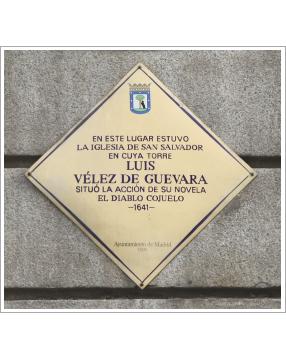 EN ESTE LUGAR ESTUVO
LA IGLESIA DE SAN SALVADOR
EN CUYA TORRE
LUIS
VÉLEZ DE GUEVARA
SITUÓ LA ACCIÓN DE SU NOVELA
EL DIABLO COJUELO
—1641—
Ayuntamiento de Madrid